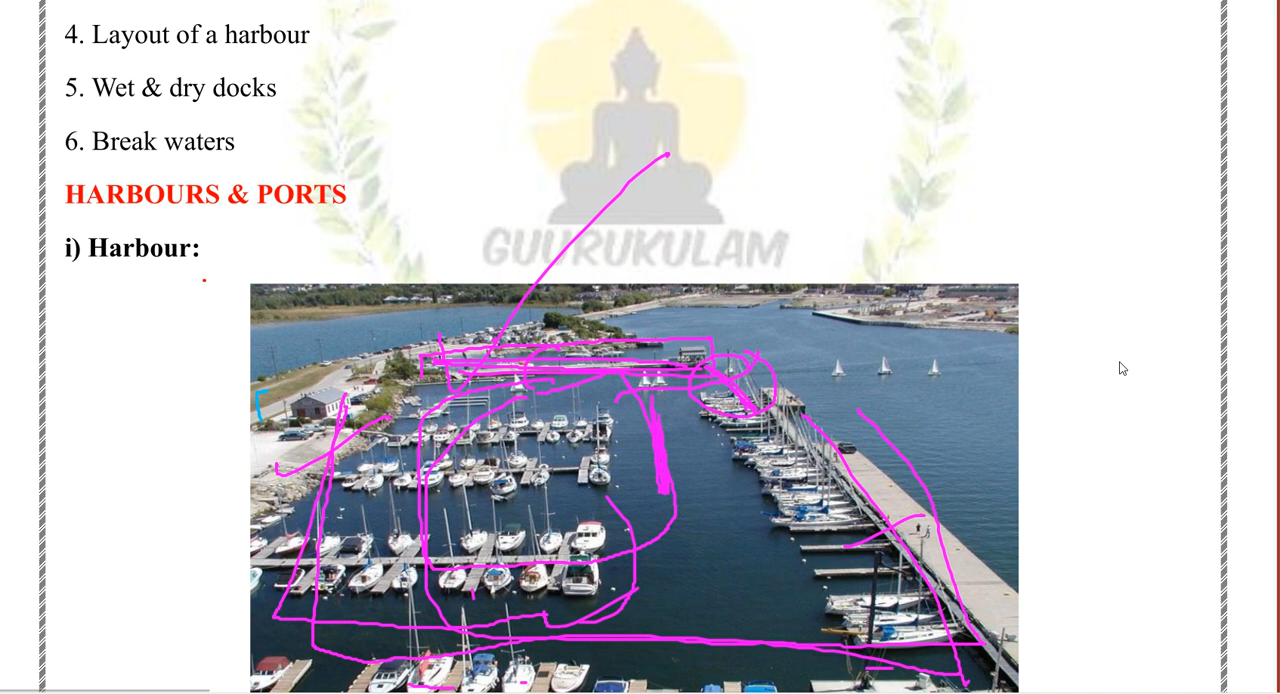 4. Layout of a harbour
5. Wet & dry docks
6. Break waters
HARBOURS & PORTS
i) Harbour:
GUURUKULAM